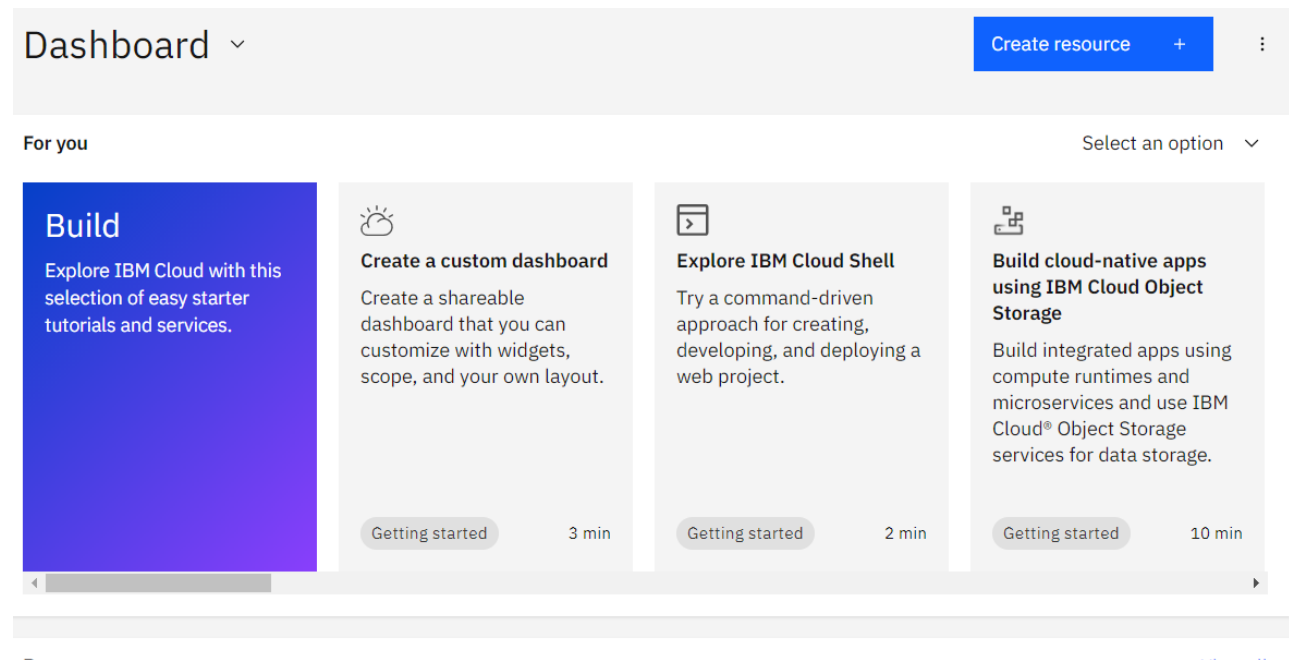 Dashboard
Create resource +
For you
Select an option
Build
Explore IBM Cloud with this
selection of easy starter
tutorials and services.
Create a custom dashboard
Create a shareable
dashboard that you can
customize with widgets,
scope, and your own layout.
Getting started 3 min
Explore IBM Cloud Shell
Try a command-driven
approach for creating,
developing, and deploying a
web project.
Getting started 2 min
Build cloud-native apps
using IBM Cloud Object
Storage
Build integrated apps using
compute runtimes and
microservices and use IBM
Cloud® Object Storage
services for data storage.
Getting started 10 min